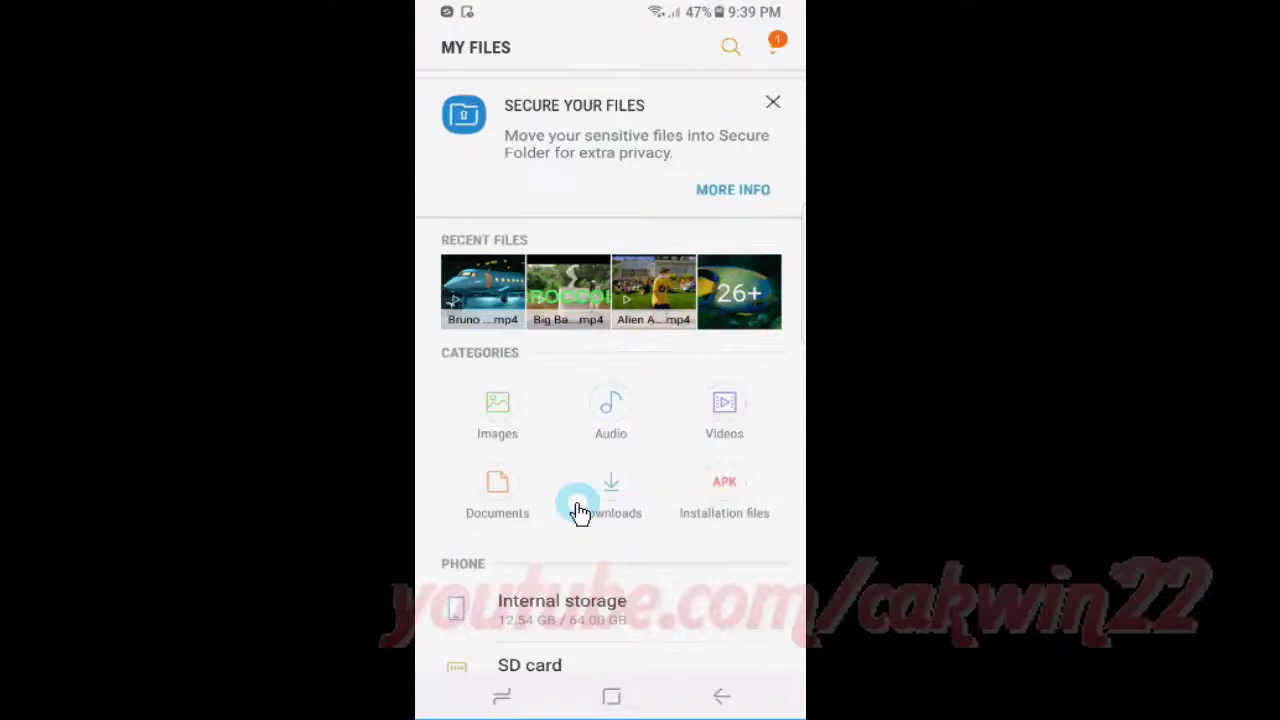 47% 9:39 PM
MY FILES
1
SECURE YOUR FILES
Move your sensitive files into Secure
Folder for extra privacy.
MORE INFO
RECENT FILES
Bruno ....mp4
Big Ba....mp4
Alien A....mp4
26+
ROCCOL
CATEGORIES
Images
Audio
Videos
APK
Documents
ownloads
Installation files
PHONE
Internal storage
12.54 GB / 64.00 GB
youtube.com/cakwin22
SD card